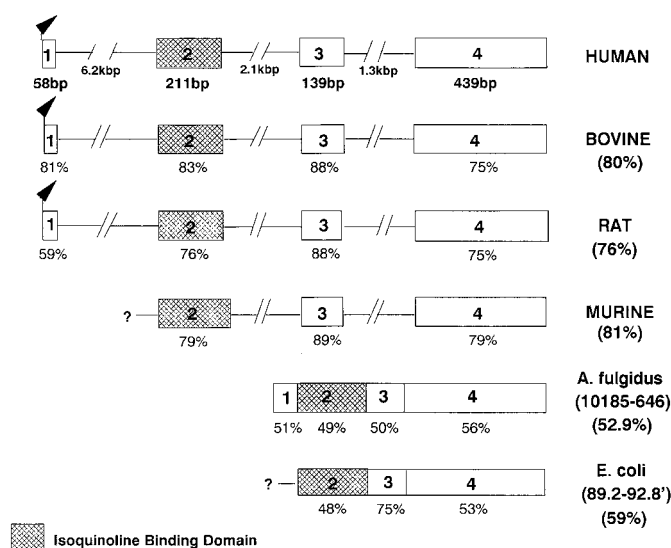 1 2 3 4 HUMAN
6.2kbp 2.1kbp 1.3kbp
58bp 211bp 139bp 439bp
1 2 3 4 BOVINE
81% 83% 88% 75% (80%)
1 2 3 4 RAT
59% 76% 88% 75% (76%)
? 2 3 4 MURINE
79% 89% 79% (81%)
1 2 3 4 A. fulgidus
(10185-646)
51% 49% 50% 56% (52.9%)
? 2 3 4 E. coli
(89.2-92.8')
48% 75% 53% (59%)
Isoquinoline Binding Domain